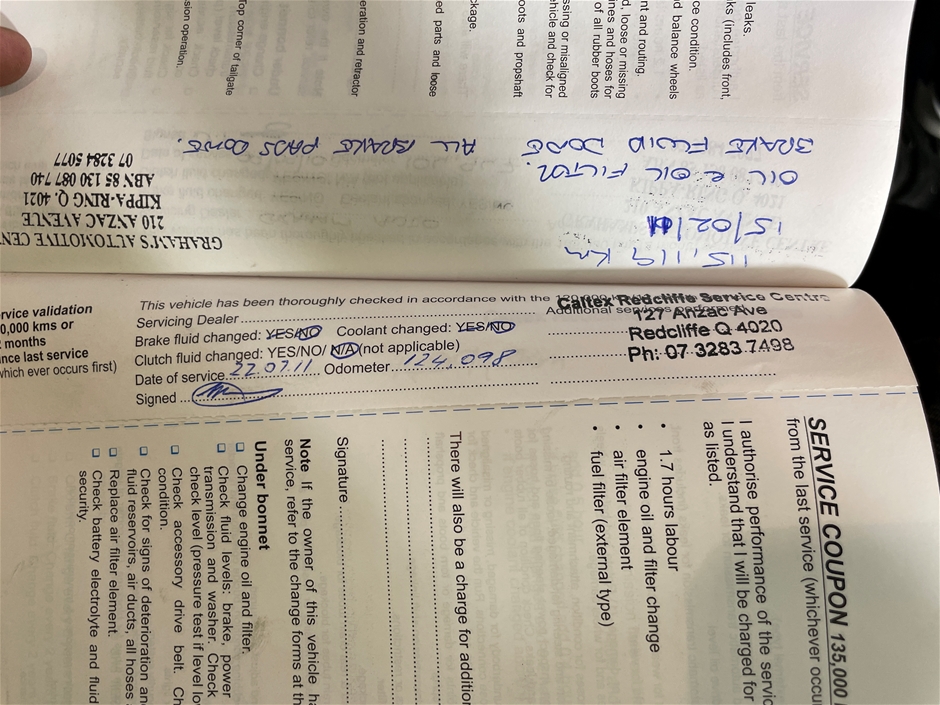 115,119 km
15/02/11
OIL & OIL FILTER.
BRAKE FLUID DONE ALL BRAKE PADS DONE.
GRAHAM'S AUTOMOTIVE CEN
210 ANZAC AVENUE
KIPPA-RING Q. 4021
ABN 85 130 087 740
07 3284 5077
leaks.
ks (includes front,
ce condition.
d balance wheels
nt and routing.
d, loose or missing
ines and hoses for
of all rubber boots
ssing or misaligned
hicle and check for
oots and propshaft
ckage.
ed parts and loose
eration and retractor
Top corner of tailgate
sion operation.
rvice validation
0,000 kms or
months
nce last service
which ever occurs first)
This vehicle has been thoroughly checked in accordance with the
Servicing Dealer
Brake fluid changed: YES/NO Coolant changed: YES/NO
Clutch fluid changed: YES/NO/ N/A (not applicable)
Date of service 22.07.11 Odometer 124,098
Signed
Additional services
Caltex Redcliffe Service Centre
127 Anzac Ave
Redcliffe Q 4020
Ph: 07 3283 7498
SERVICE COUPON 135,000
from the last service (whichever occu
I authorise performance of the servic
I understand that I will be charged for
as listed.
• 1.7 hours labour
• engine oil and filter change
• air filter element
• fuel filter (external type)
There will also be a charge for addition
Signature
Note If the owner of this vehicle ha
service, refer to the change forms at th
Under bonnet
❑ Change engine oil and filter.
❑ Check fluid levels: brake, power
transmission and washer. Check
check level (pressure test if level lo
❑ Check accessory drive belt. Ch
condition.
❑ Check for signs of deterioration an
fluid reservoirs, air ducts, all hoses
❑ Replace air filter element.
❑ Check battery electrolyte and fluid
security.